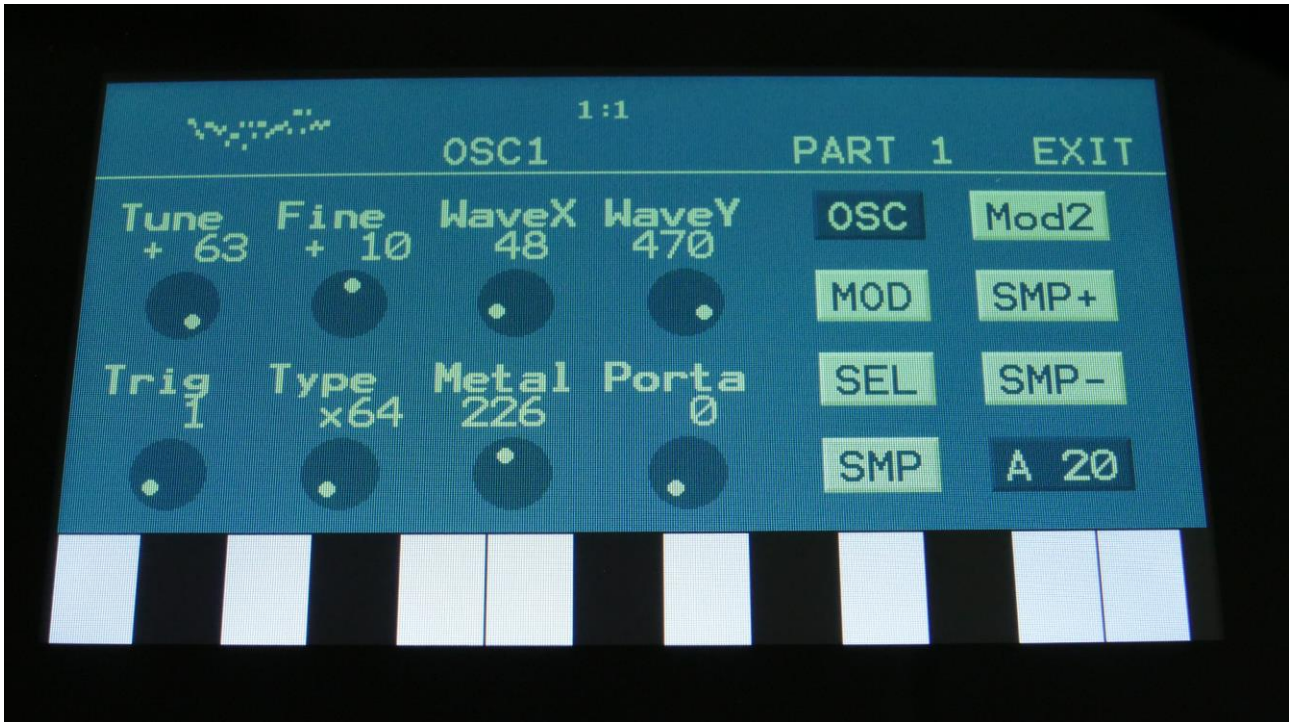 1:1
OSC1 PART 1 EXIT
Tune Fine WaveX WaveY OSC Mod2
+ 63 + 10 48 470
MOD SMP+
Trig Type Metal Porta SEL SMP-
1 x64 226 0
SMP A 20